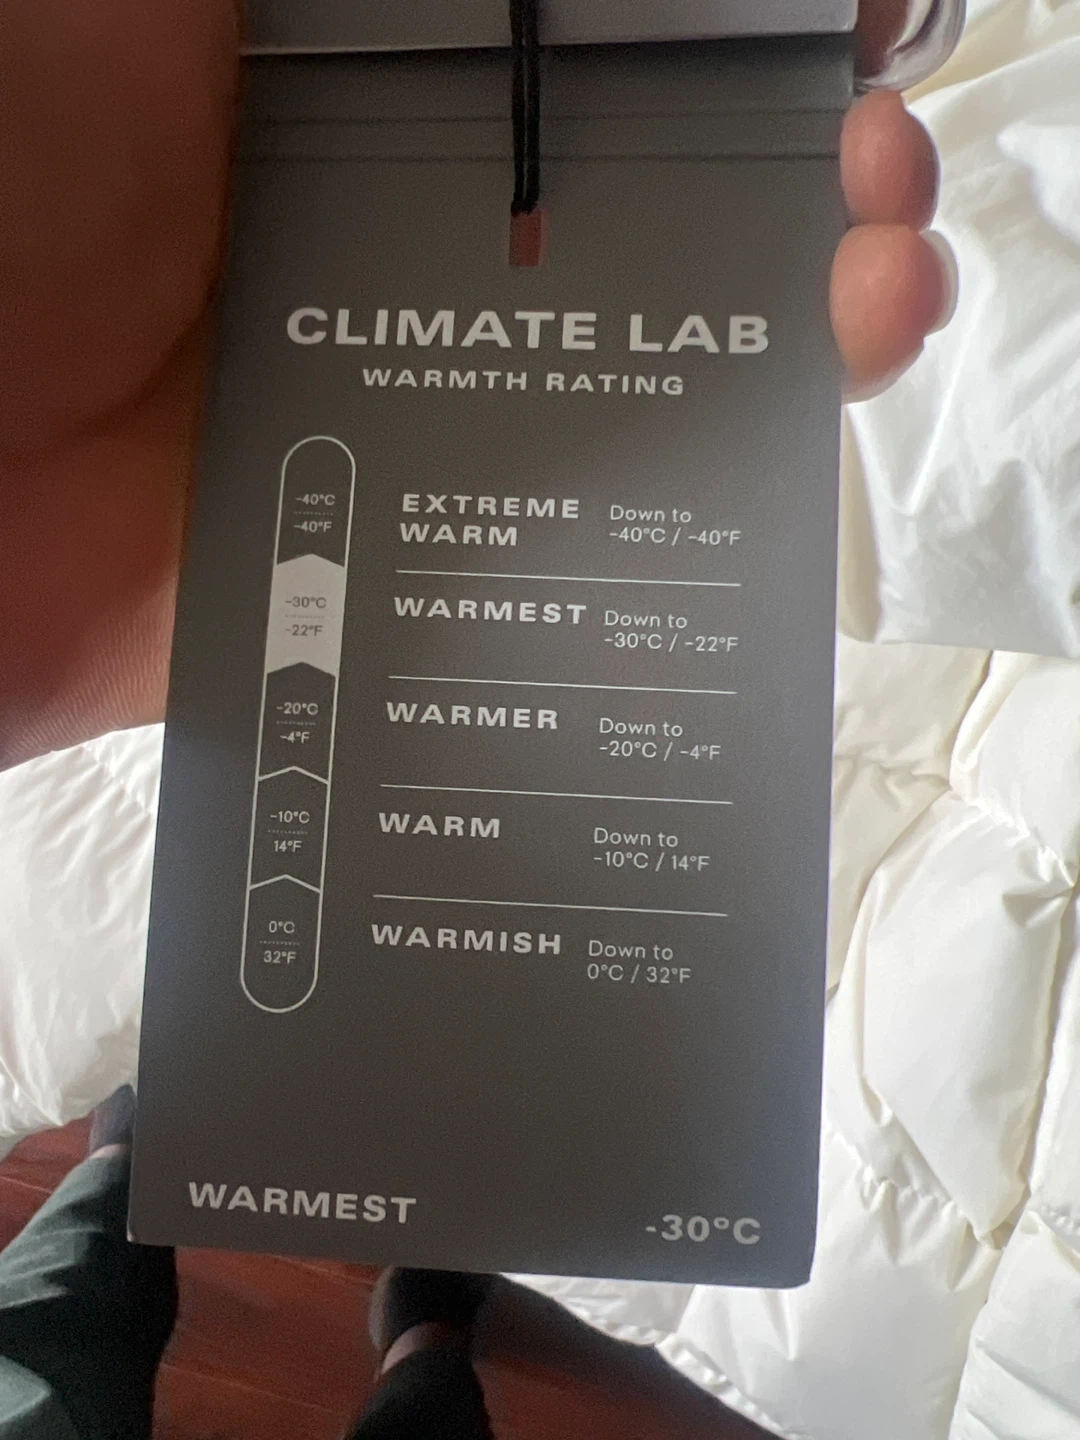 CLIMATE LAB
WARMTH RATING
-40°C
-40°F
EXTREME
WARM
Down to
-40°C / -40°F
-30°C
-22°F
WARMEST
Down to
-30°C / -22°F
-20°C
-4°F
WARMER
Down to
-20°C / -4°F
-10°C
14°F
WARM
Down to
-10°C / 14°F
0°C
32°F
WARMISH
Down to
0°C / 32°F
WARMEST
-30°C